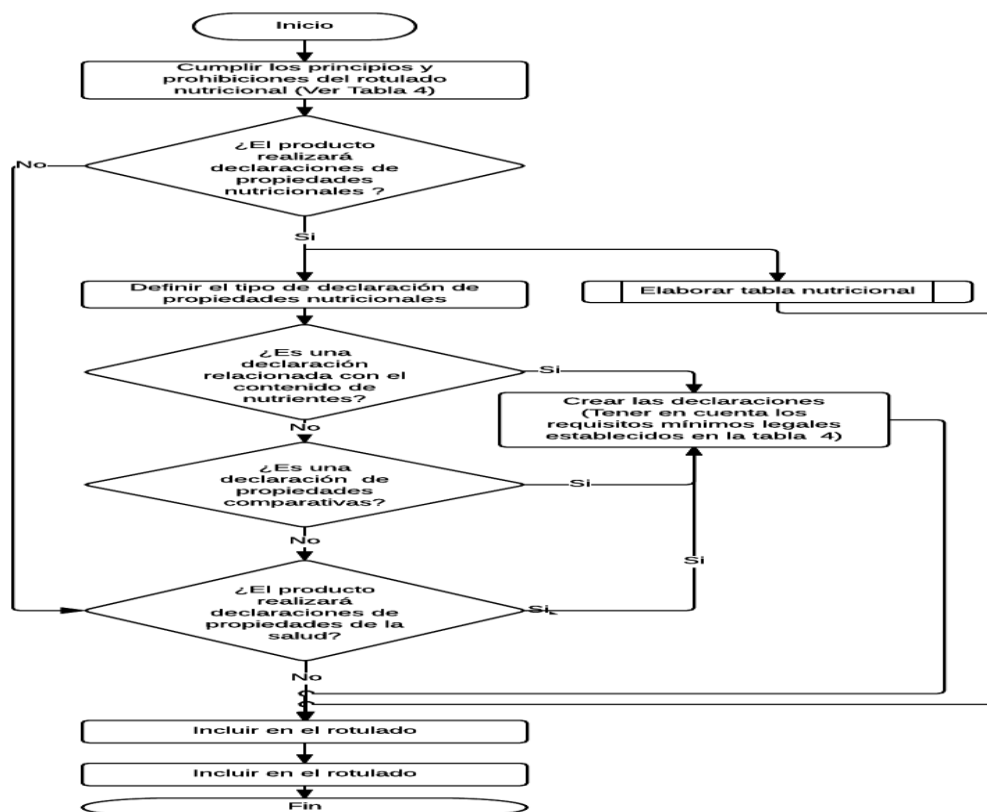 Inicio
Cumplir los principios y
prohibiciones del rotulado
nutricional (Ver Tabla 4)
¿El producto
realizará
declaraciones de
propiedades
nutricionales ?
No
Si
Definir el tipo de declaración de
propiedades nutricionales
Elaborar tabla nutricional
¿Es una
declaración
relacionada con el
contenido de
nutrientes?
Si
Crear las declaraciones
(Tener en cuenta los
requisitos mínimos legales
establecidos en la tabla 4)
No
¿Es una
declaración de
propiedades
comparativas?
Si
No
Si
¿El producto
realizará
declaraciones de
propiedades de la
salud?
Si
No
Incluir en el rotulado
Incluir en el rotulado
Fin